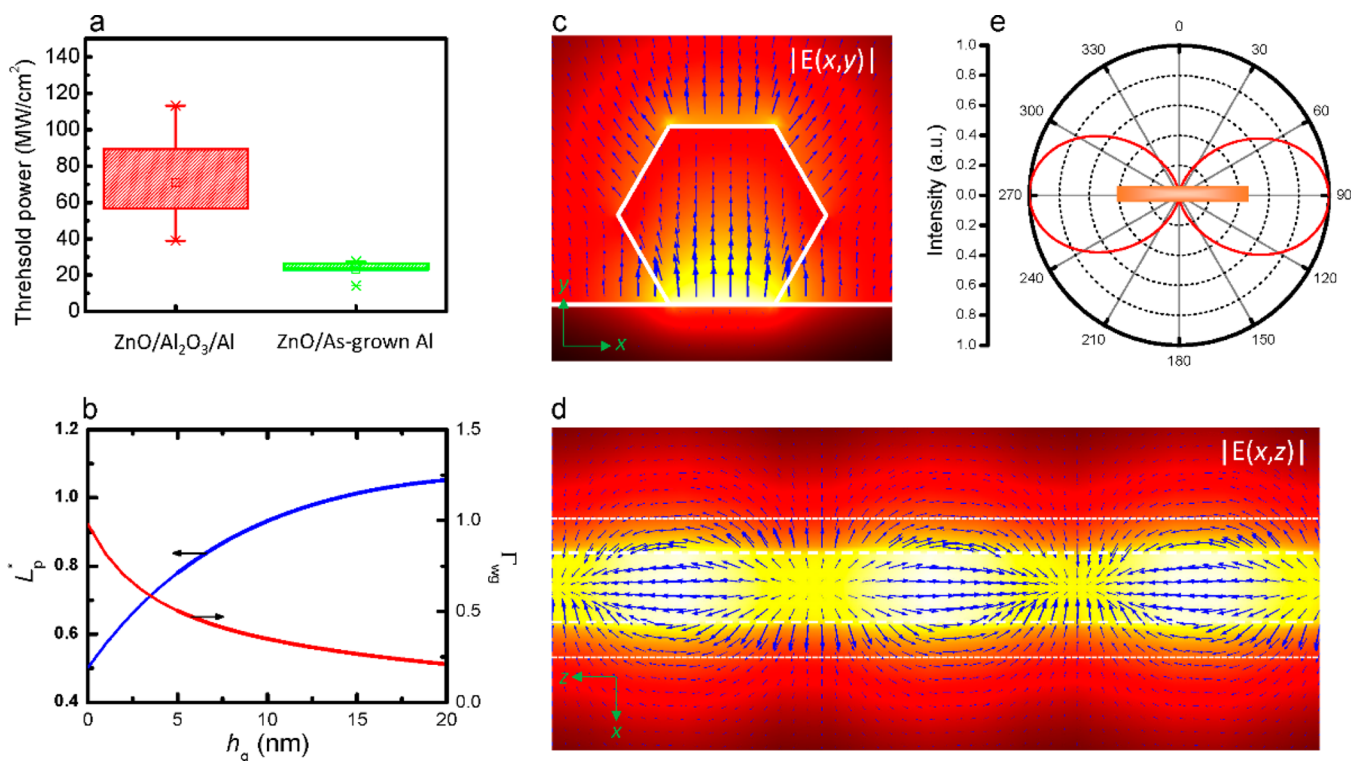 a
140
120
100
80
60
40
20
0
Threhsold power (MW/cm2)
ZnO/Al₂O₃/Al
ZnO/As-grown Al
b
1.2
1.0
0.8
0.6
0.4
L*p
1.5
1.0
0.5
0.0
Γwg
0
5
10
15
20
hg (nm)
c
|E(x,y)|
y
x
d
|E(x,z)|
z
x
e
1.0
0.8
0.6
0.4
0.2
0.0
0.2
0.4
0.6
0.8
1.0
Intensity (a.u.)
0
30
60
90
120
150
180
210
240
270
300
330